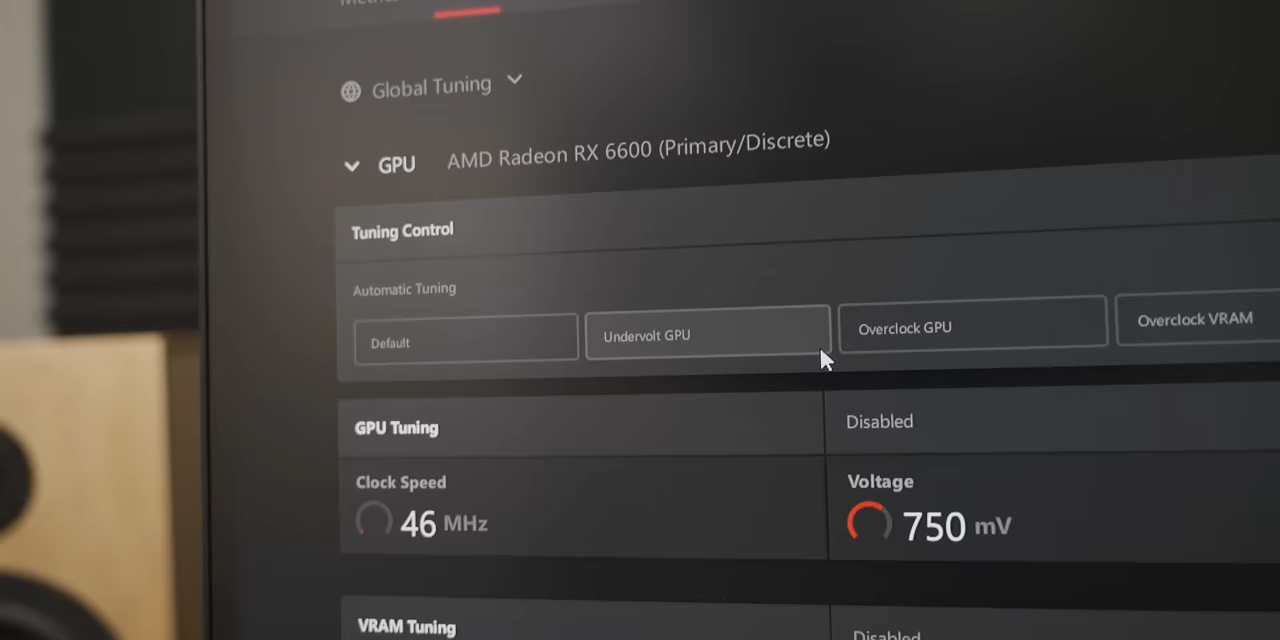 Metrics
Global Tuning
GPU AMD Radeon RX 6600 (Primary/Discrete)
Tuning Control
Automatic Tuning
Default Undervolt GPU Overclock GPU Overclock VRAM
GPU Tuning Disabled
Clock Speed Voltage
46 MHz 750 mV
VRAM Tuning Disabled